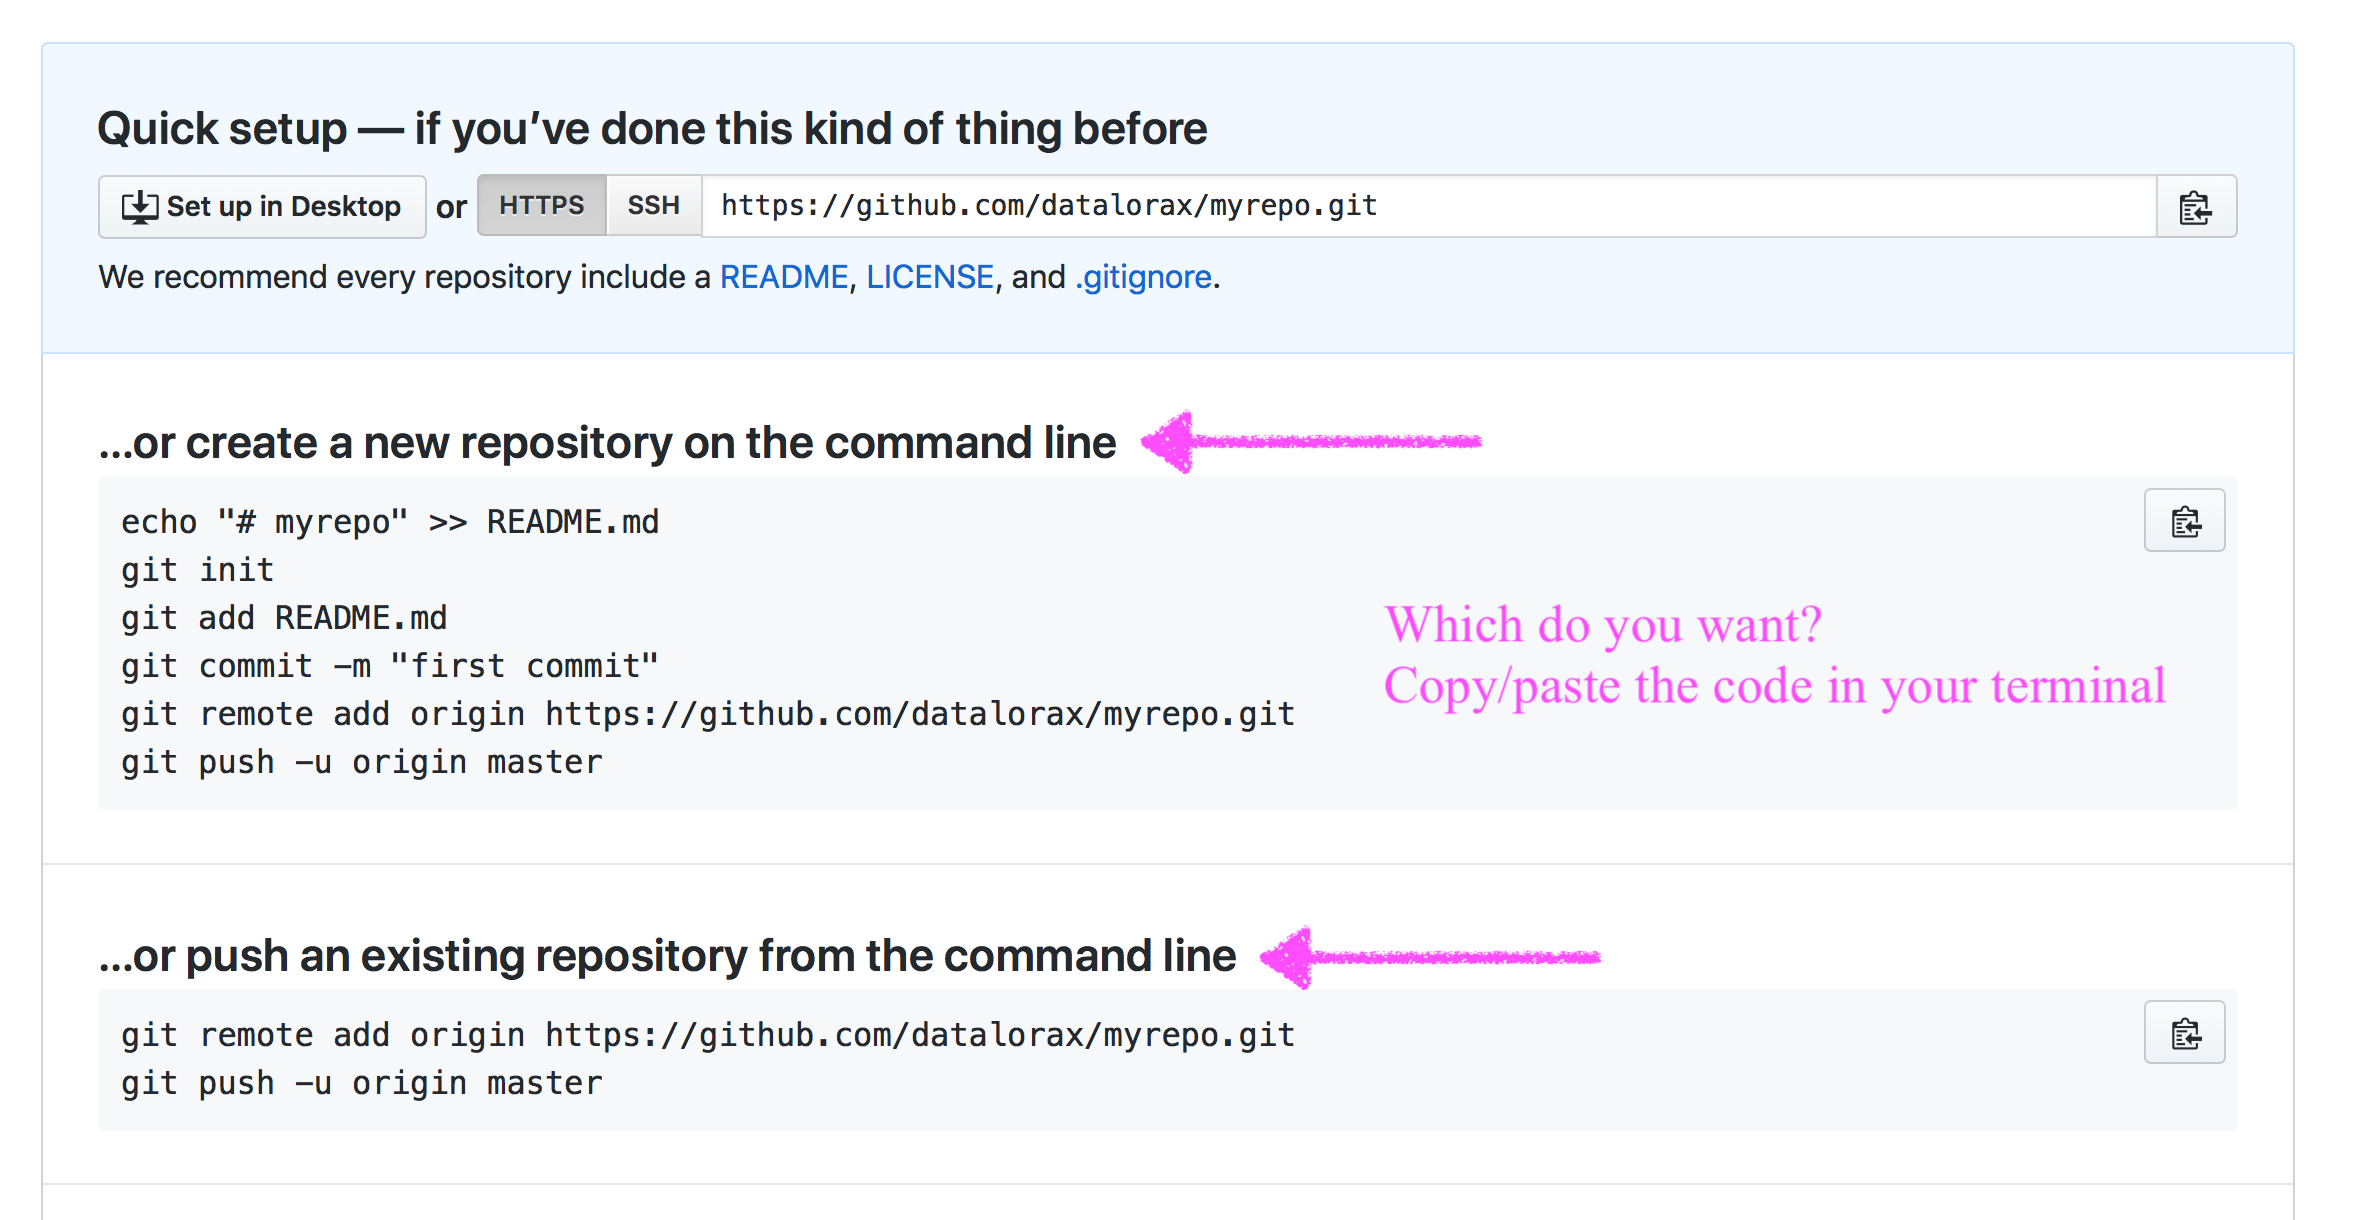 Quick setup — if you’ve done this kind of thing before
Set up in Desktop or HTTPS SSH https://github.com/datalorax/myrepo.git
We recommend every repository include a README, LICENSE, and .gitignore.
…or create a new repository on the command line
echo "# myrepo" >> README.md
git init
git add README.md
git commit -m "first commit"
git remote add origin https://github.com/datalorax/myrepo.git
git push -u origin master
Which do you want?
Copy/paste the code in your terminal
…or push an existing repository from the command line
git remote add origin https://github.com/datalorax/myrepo.git
git push -u origin master